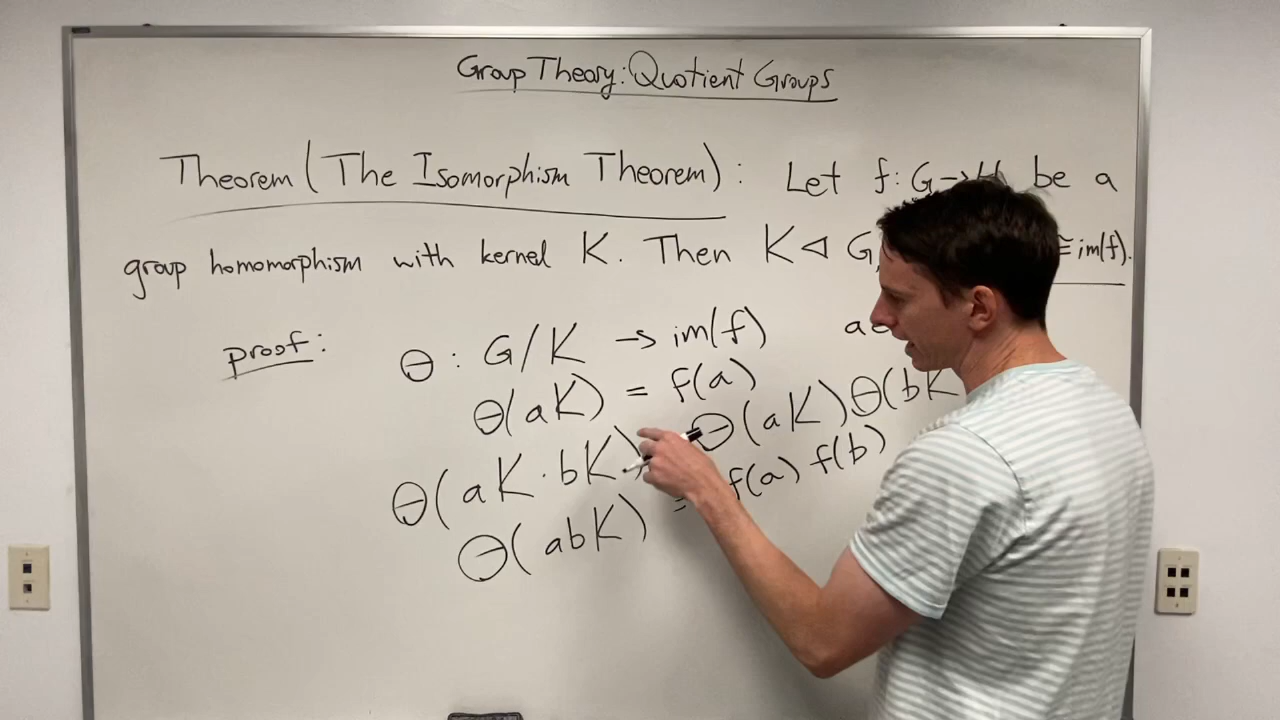 Group Theory: Quotient Groups
Theorem (The Isomorphism Theorem): Let f: G→H be a
group homomorphism with kernel K. Then K ⊲ G, ≅ im(f).
proof: θ : G/K → im(f)
θ(aK) = f(a)
θ(aK·bK) θ(aK)θ(bK
θ(abK) = f(a) f(b)